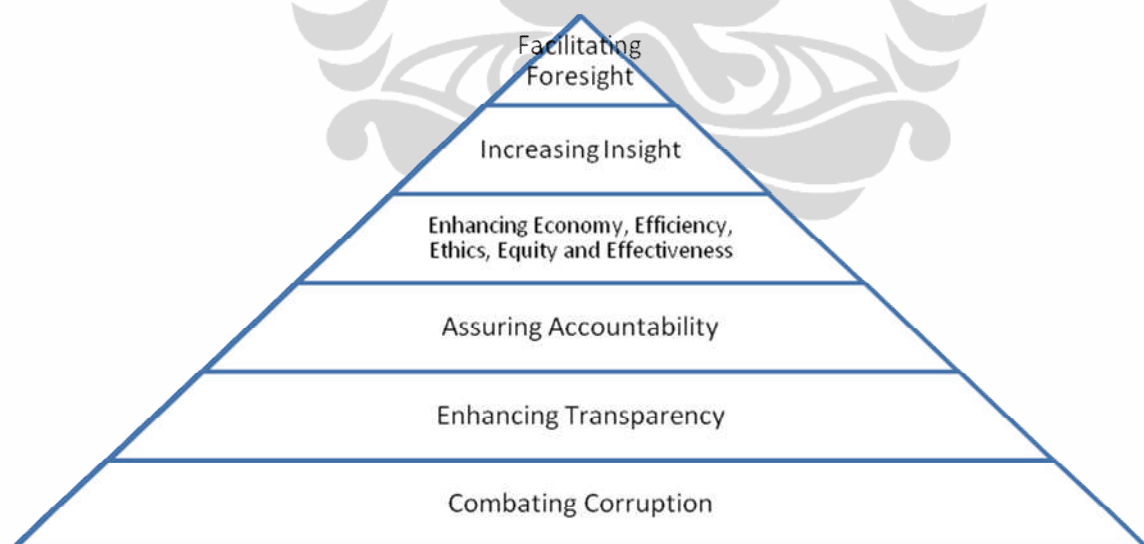 Facilitating
Foresight
Increasing Insight
Enhancing Economy, Efficiency,
Ethics, Equity and Effectiveness
Assuring Accountability
Enhancing Transparency
Combating Corruption